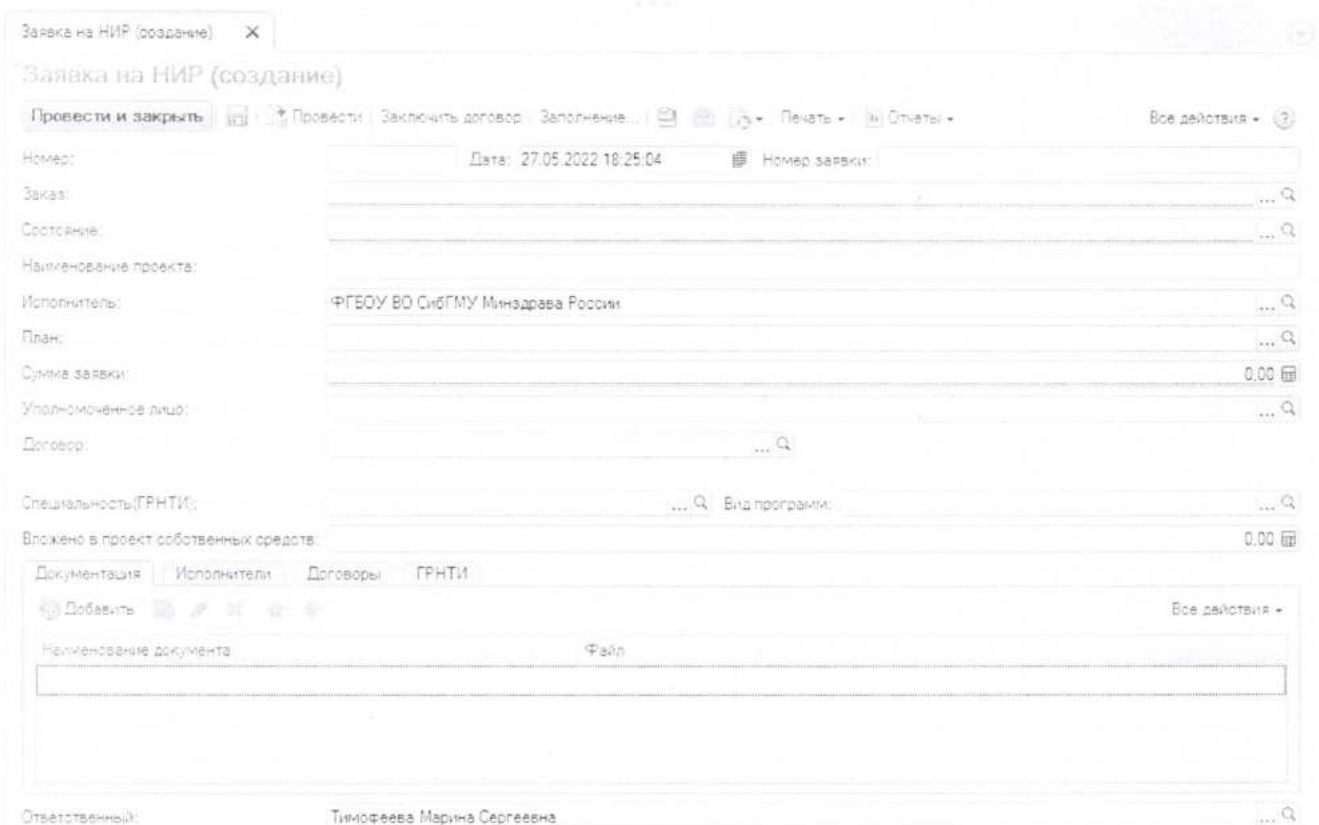 Заявка на НИР (создание) X
Заявка на НИР (создание)
Провести и закрыть Провести Заключить договор Заполнение... Печать Отчеты Все действия ?
Номер: Дата: 27.05.2022 18:25:04 Номер заявки:
Заказ: ...
Состояние: ...
Наименование проекта:
Исполнитель: ФГБОУ ВО СибГМУ Минздрава России ...
План: ...
Сумма заявки: 0,00
Уполномоченное лицо: ...
Договор: ...
Специальность(ГРНТИ): ... Вид программ: ...
Вложено в проект собственных средств: 0,00
Документация Исполнители Договоры ГРНТИ
Добавить Все действия
Наименование документа Файл
Ответственный: Тимофеева Марина Сергеевна ...